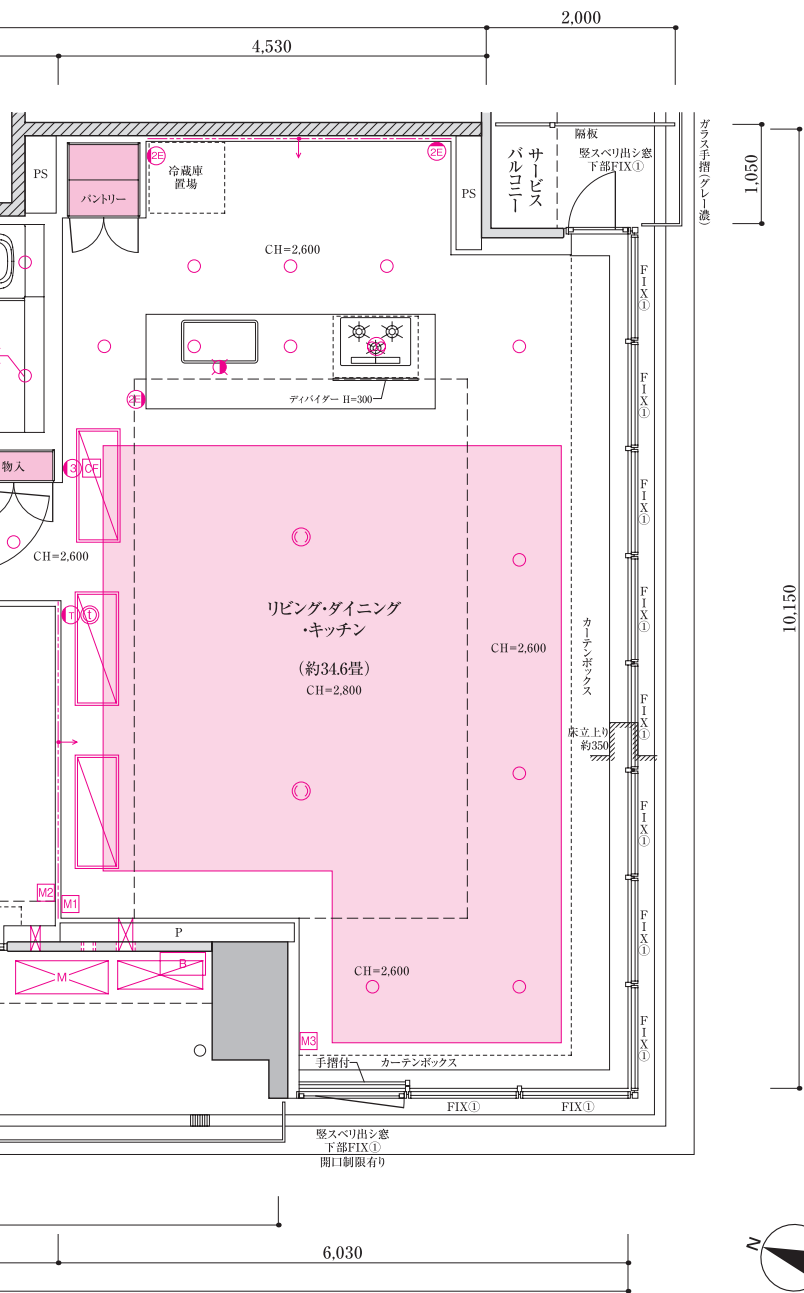 2,000
4,530
隔板
竪スベリ出シ窓
下部FIX①
サービス
バルコニー
ガラス手摺(グレー濃)
1,050
PS
パントリー
2E
冷蔵庫
置場
2E
PS
CH=2,600
FIX①
FIX①
ディバイダー H=300
2E
物入
3
CF
FIX①
CH=2,600
T
t
リビング・ダイニング
・キッチン
(約34.6畳)
CH=2,800
CH=2,600
カーテンボックス
FIX①
10,150
FIX①
床立上り
約350
FIX①
M2
M1
P
FIX①
M
B
CH=2,600
FIX①
M3
手摺付
カーテンボックス
FIX①
FIX①
竪スベリ出シ窓
下部FIX①
開口制限有り
6,030
N